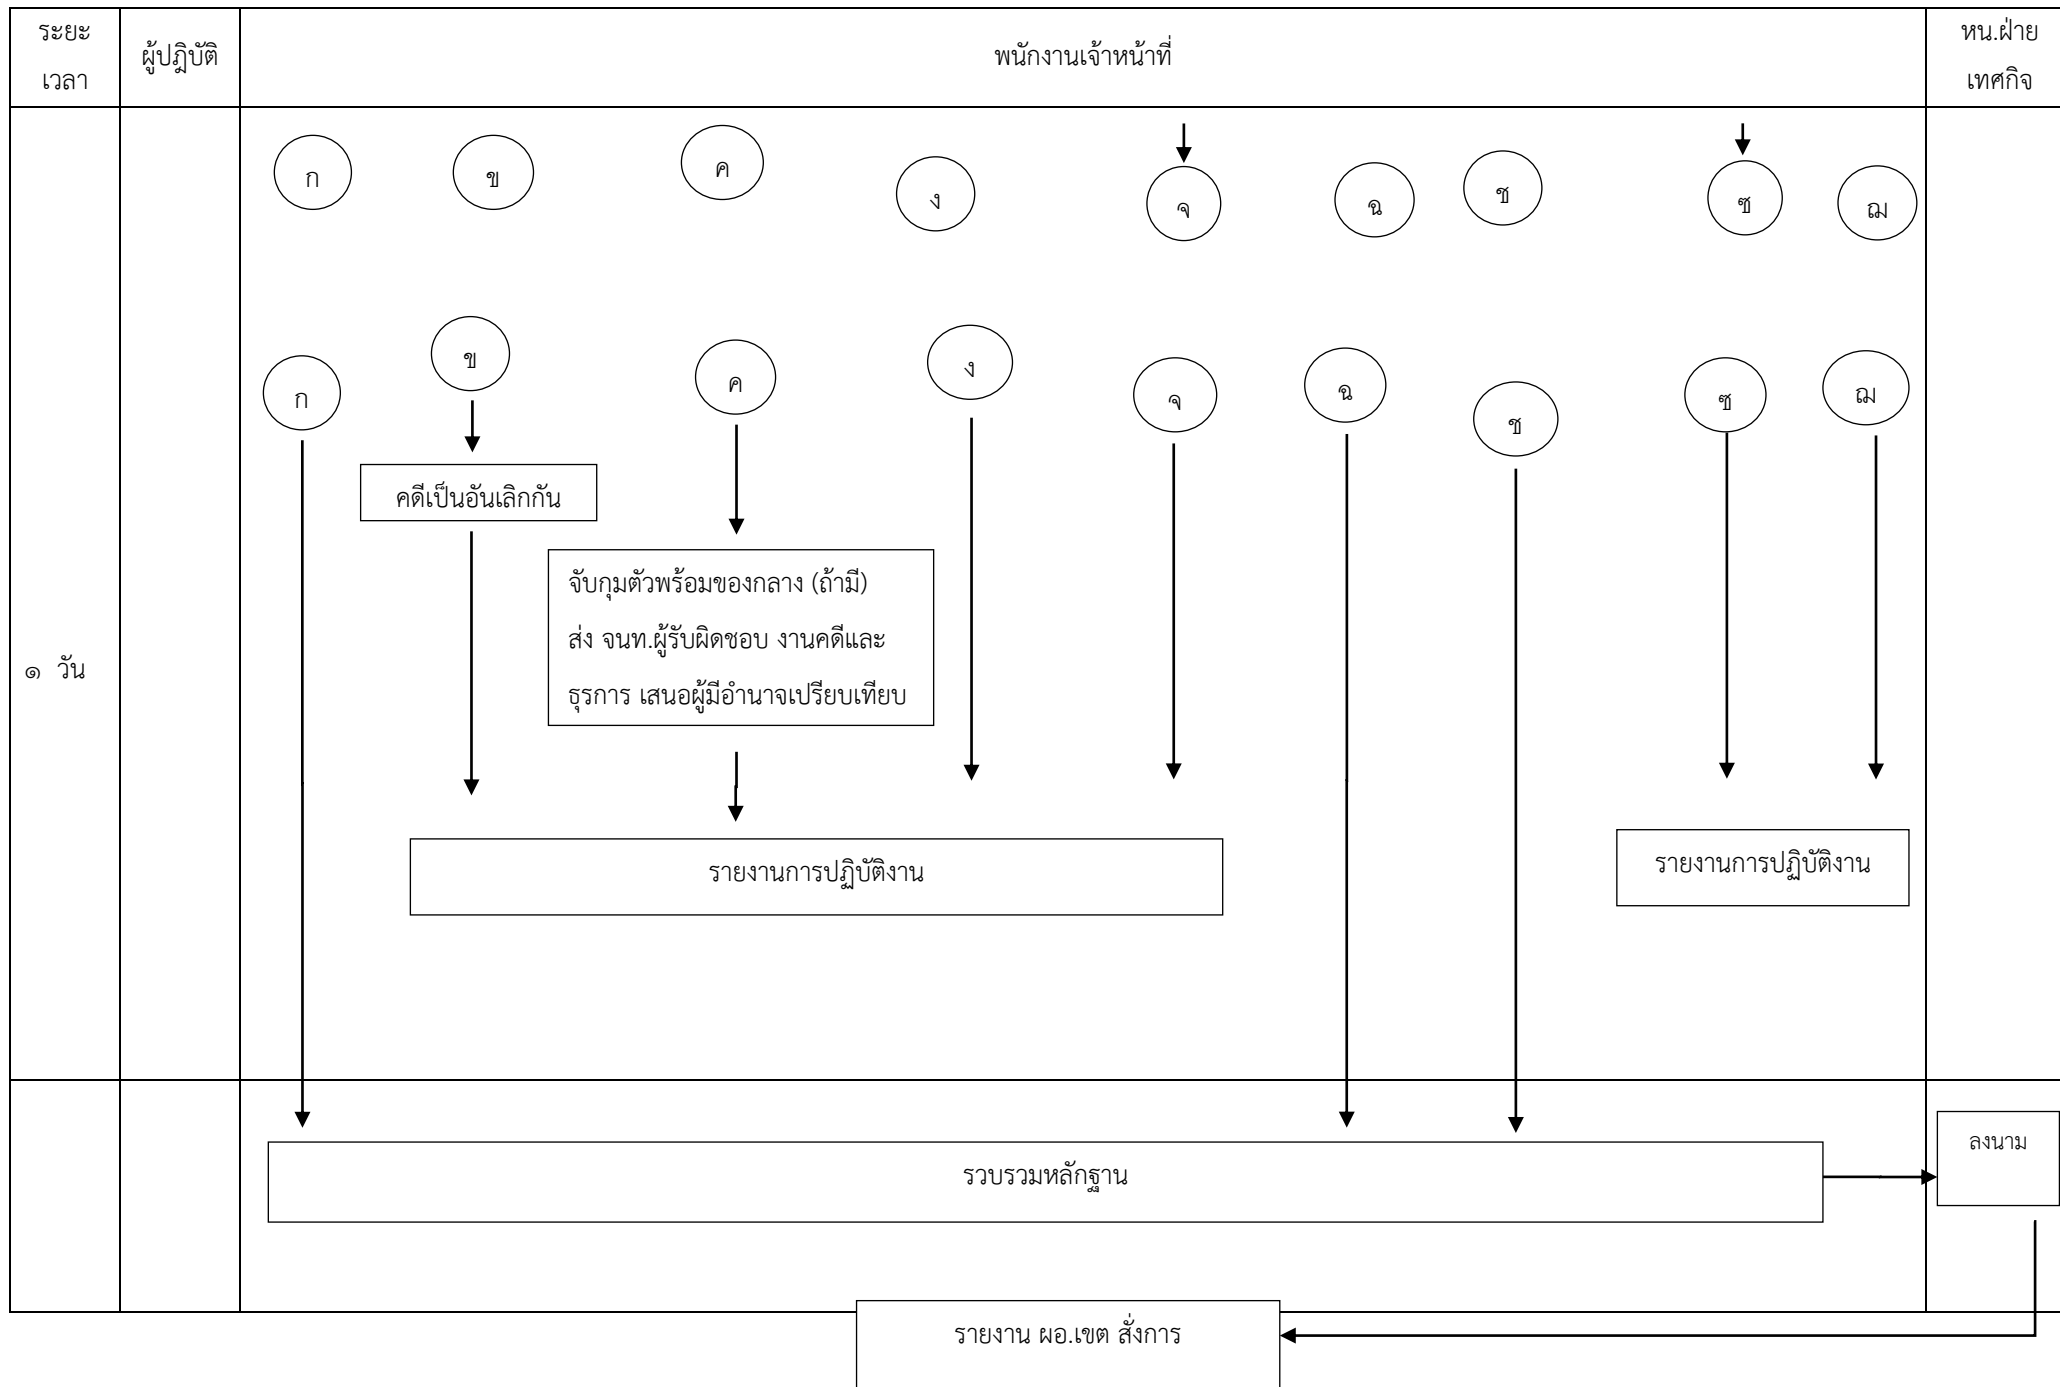 ระยะ
เวลา
ผู้ปฎิบัติ
พนักงานเจ้าหน้าที่
หน.ฝ่าย
เทศกิจ
ก
ข
ค
ง
จ
ฉ
ช
ซ
ฌ
ก
ข
ค
ง
จ
ฉ
ช
ซ
ฌ
คดีเป็นอันเลิกกัน
จับกุมตัวพร้อมของกลาง (ถ้ามี)
ส่ง จนท.ผู้รับผิดชอบ งานคดีและ
ธุรการ เสนอผู้มีอำนาจเปรียบเทียบ
๑ วัน
รายงานการปฏิบัติงาน
รายงานการปฏิบัติงาน
รวบรวมหลักฐาน
ลงนาม
รายงาน ผอ.เขต สั่งการ